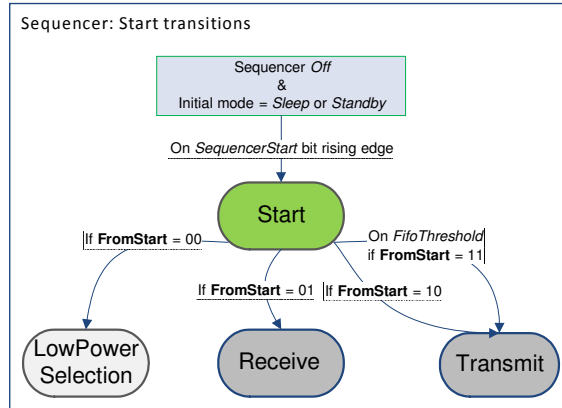 Sequencer: Start transitions
Sequencer Off
&
Initial mode = Sleep or Standby
On SequencerStart bit rising edge
Start
If FromStart = 00
On FifoThreshold
if FromStart = 11
If FromStart = 01
If FromStart = 10
LowPower
Selection
Receive
Transmit